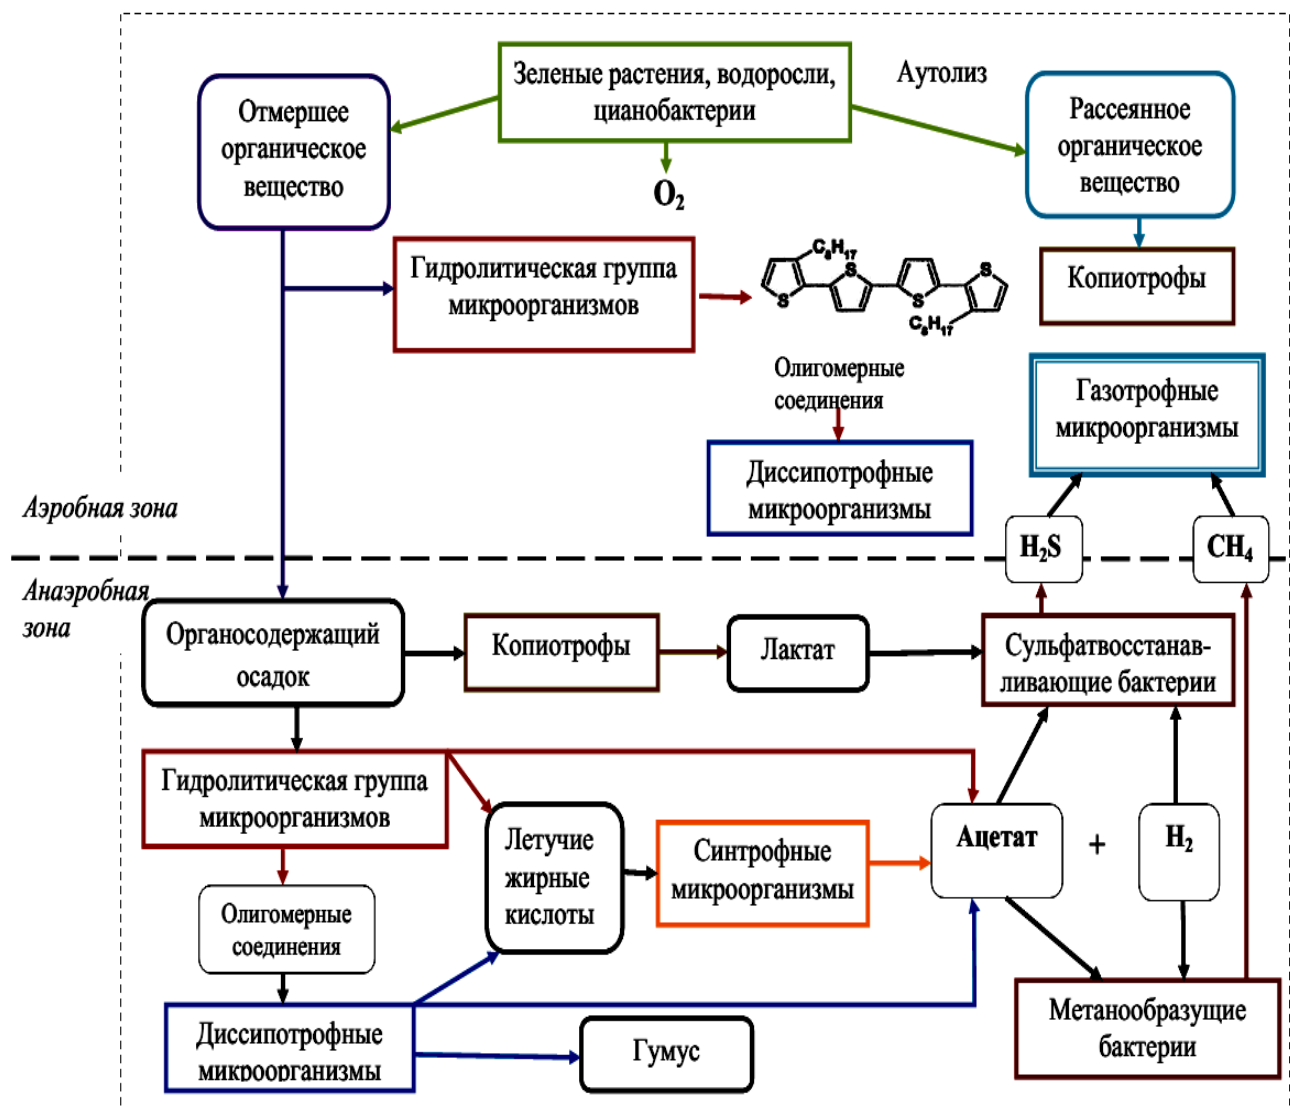 Зеленые растения, водоросли,
цианобактерии
Аутолиз
Отмершее
органическое
вещество
Рассеянное
органическое
вещество
O₂
Гидролитическая группа
микроорганизмов
C₈H₁₇
S
S
S
S
C₈H₁₇
Копиотрофы
Олигомерные
соединения
Газотрофные
микроорганизмы
Диссипотрофные
микроорганизмы
Аэробная зона
H₂S
CH₄
Анаэробная
зона
Органосодержащий
осадок
Копиотрофы
Лактат
Сульфатвосстанав-
ливающие бактерии
Гидролитическая группа
микроорганизмов
Летучие
жирные
кислоты
Синтрофные
микроорганизмы
Ацетат
+
H₂
Олигомерные
соединения
Диссипотрофные
микроорганизмы
Гумус
Метанообразущие
бактерии